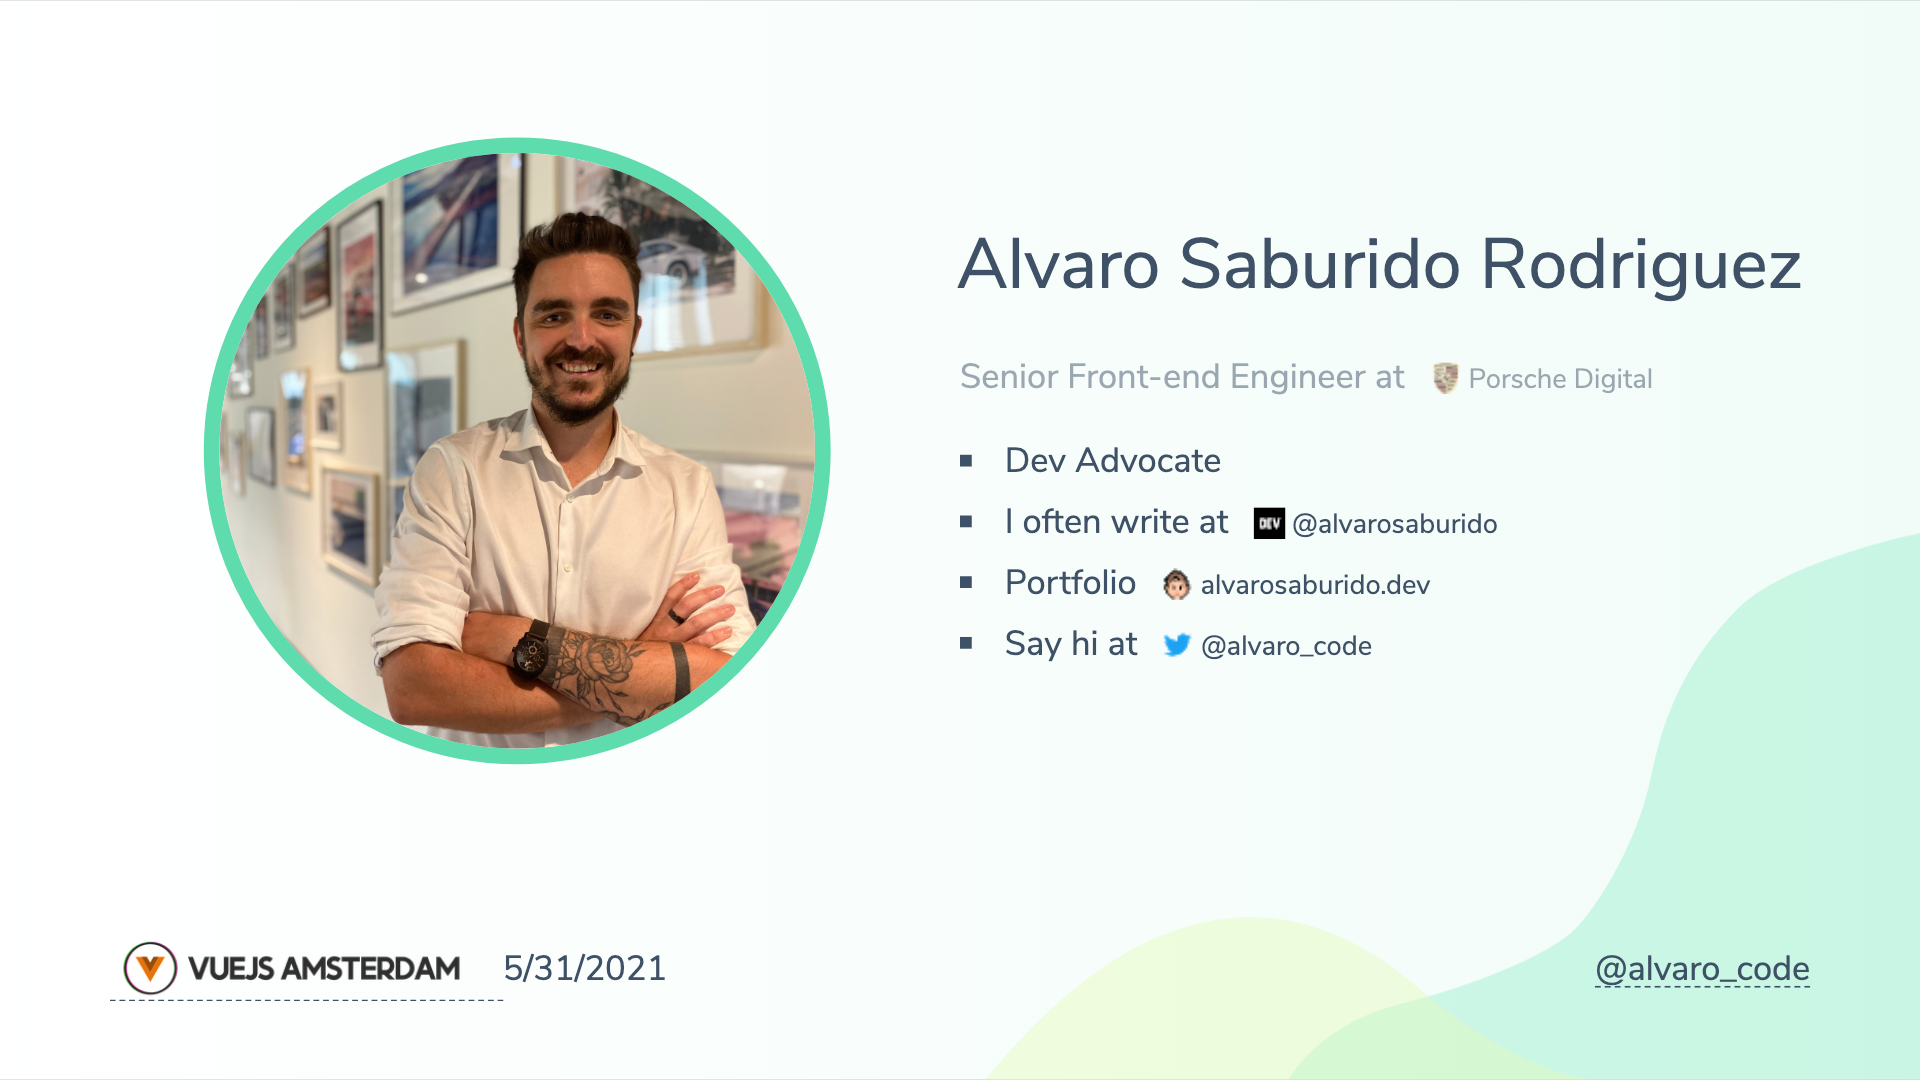 Alvaro Saburido Rodriguez
Senior Front-end Engineer at Porsche Digital
Dev Advocate
I often write at DEV @alvarosaburido
Portfolio alvarosaburido.dev
Say hi at @alvaro_code
VUEJS AMSTERDAM 5/31/2021
@alvaro_code